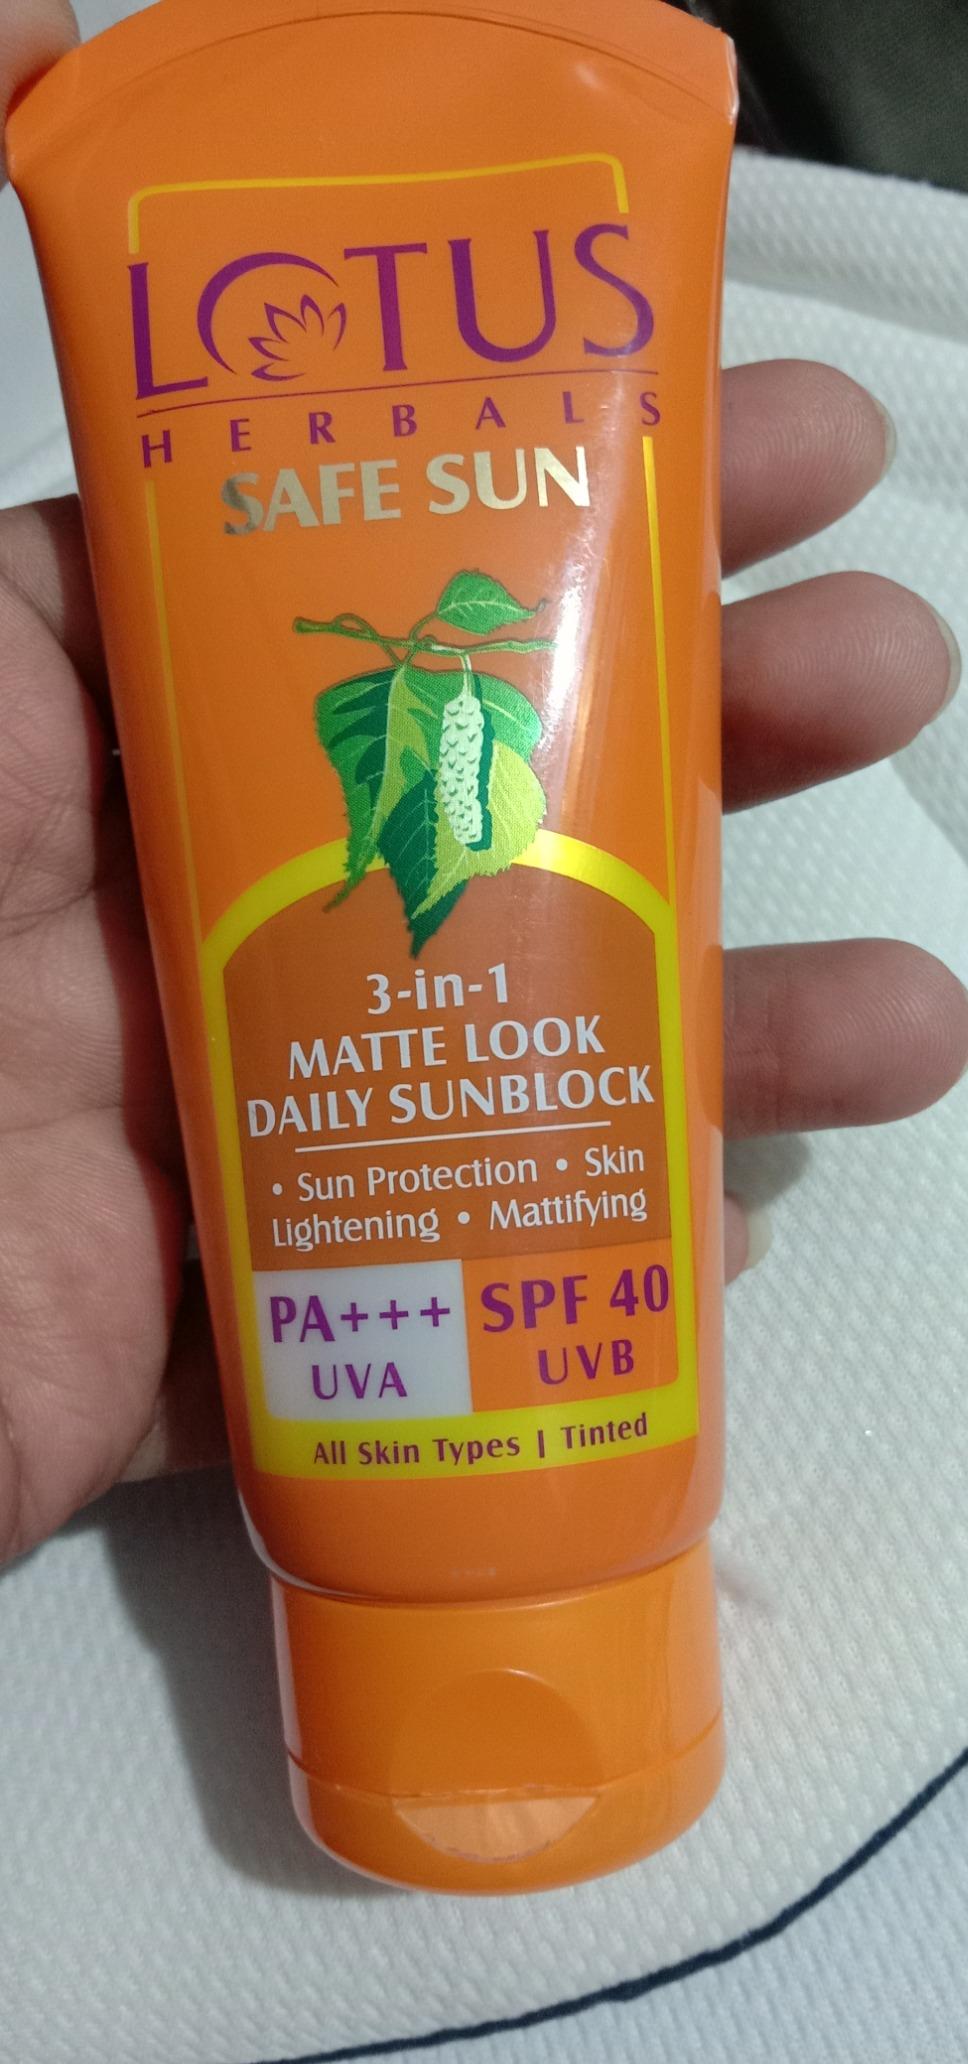 LOTUS
HERBALS
SAFE SUN
3-in-1
MATTE LOOK
DAILY SUNBLOCK
• Sun Protection • Skin
Lightening • Mattifying
PA+++ SPF 40
UVA UVB
All Skin Types | Tinted